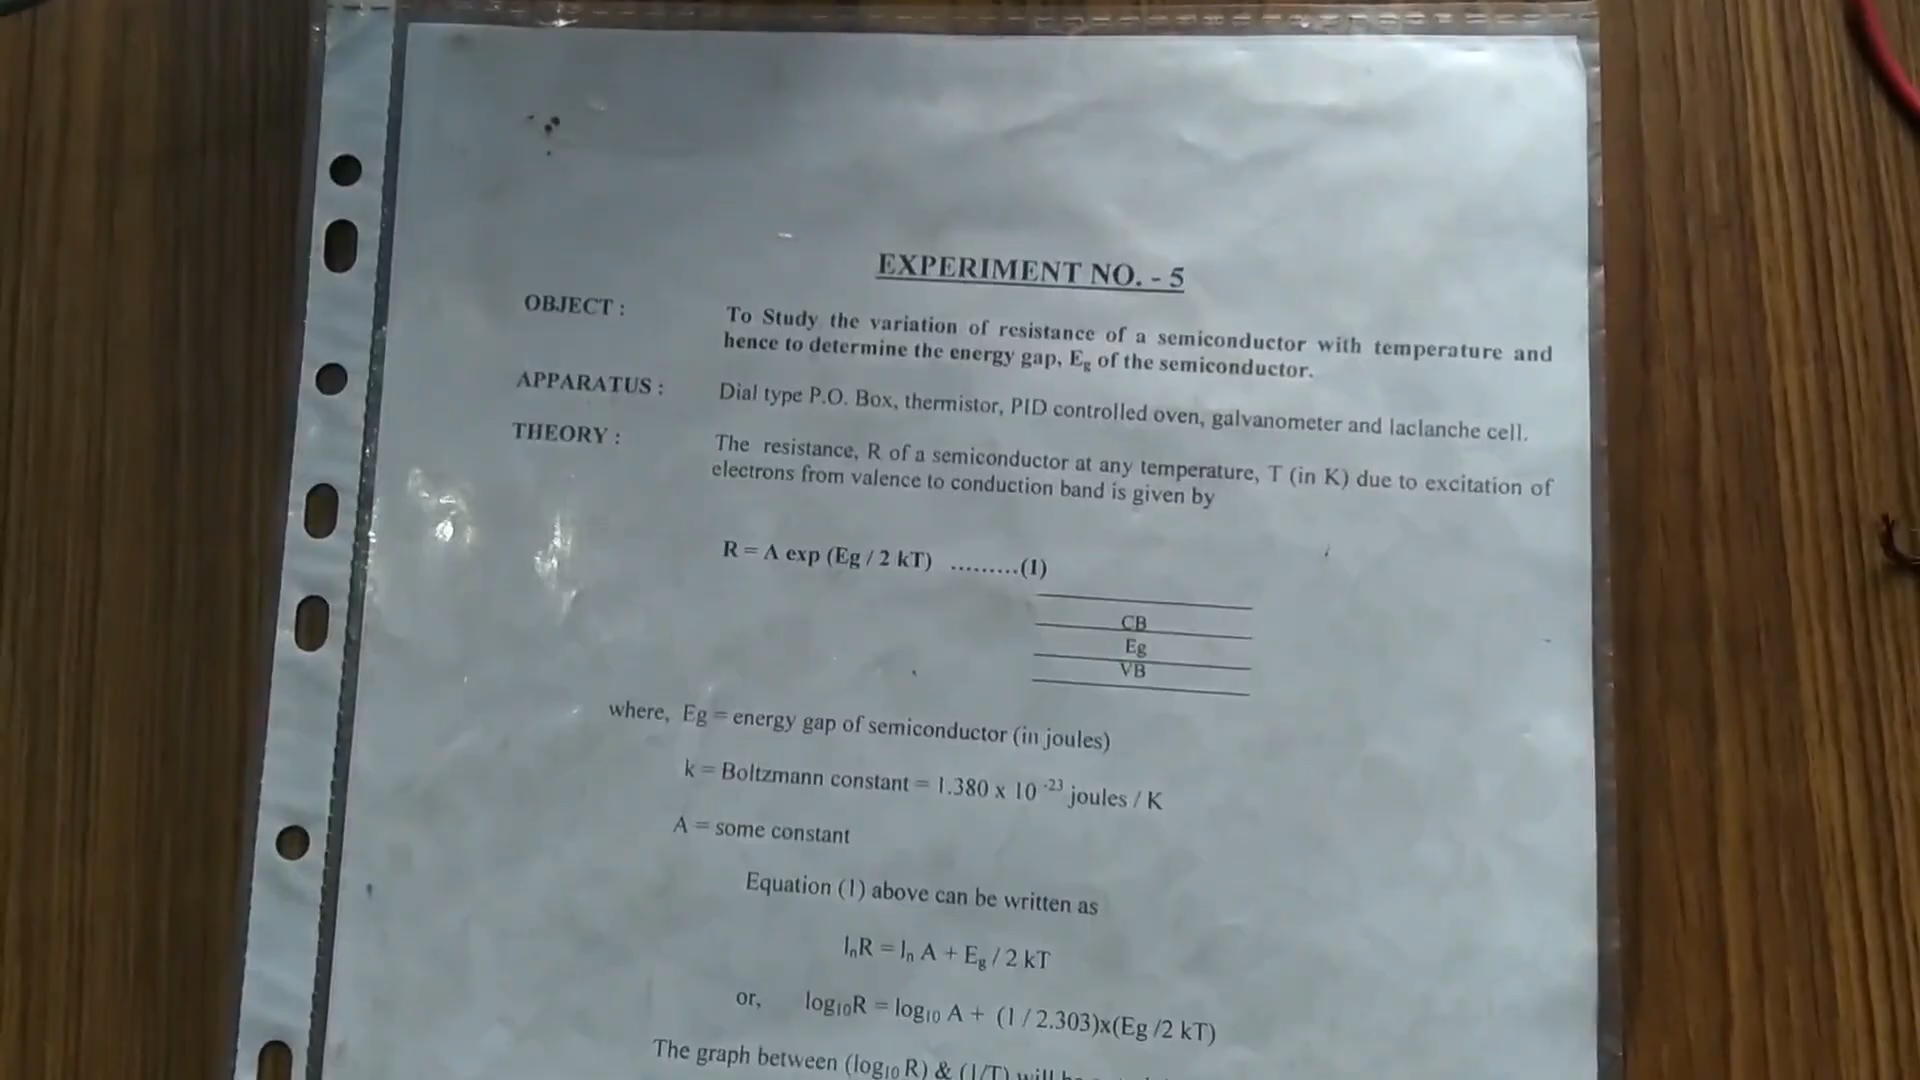 EXPERIMENT NO. - 5
OBJECT : To Study the variation of resistance of a semiconductor with temperature and
hence to determine the energy gap, Eg of the semiconductor.
APPARATUS : Dial type P.O. Box, thermistor, PID controlled oven, galvanometer and laclanche cell.
THEORY : The resistance, R of a semiconductor at any temperature, T (in K) due to excitation of
electrons from valence to conduction band is given by
R = A exp (Eg / 2 kT) .........(1)
CB
Eg
VB
where, Eg = energy gap of semiconductor (in joules)
k = Boltzmann constant = 1.380 x 10 -23 joules / K
A = some constant
Equation (1) above can be written as
lnR = ln A + Eg / 2 kT
or, log10R = log10 A + (1 / 2.303)x(Eg /2 kT)
The graph between (log10 R) & (1/T) will